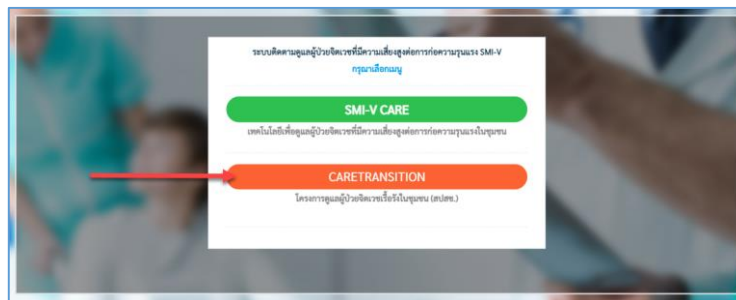 ระบบติดตามดูแลผู้ป่วยจิตเวชที่มีความเสี่ยงสูงต่อการก่อความรุนแรง SMI-V
กรุณาเลือกเมนู
SMI-V CARE
เทคโนโลยีเพื่อดูแลผู้ป่วยจิตเวชที่มีความเสี่ยงสูงต่อการก่อความรุนแรงในชุมชน
CARETRANSITION
โครงการดูแลผู้ป่วยจิตเวชเรื้อรังในชุมชน (สปสช.)